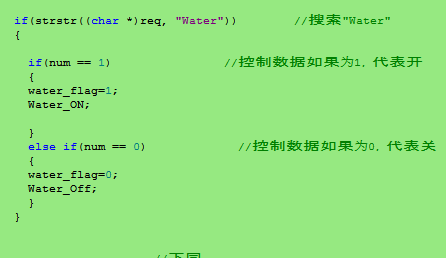 if(strstr((char *)req, "Water")) //搜索"Water"
{
if(num == 1) //控制数据如果为1，代表开
{
water_flag=1;
Water_ON;
}
else if(num == 0) //控制数据如果为0，代表关
{
water_flag=0;
Water_Off;
}
}